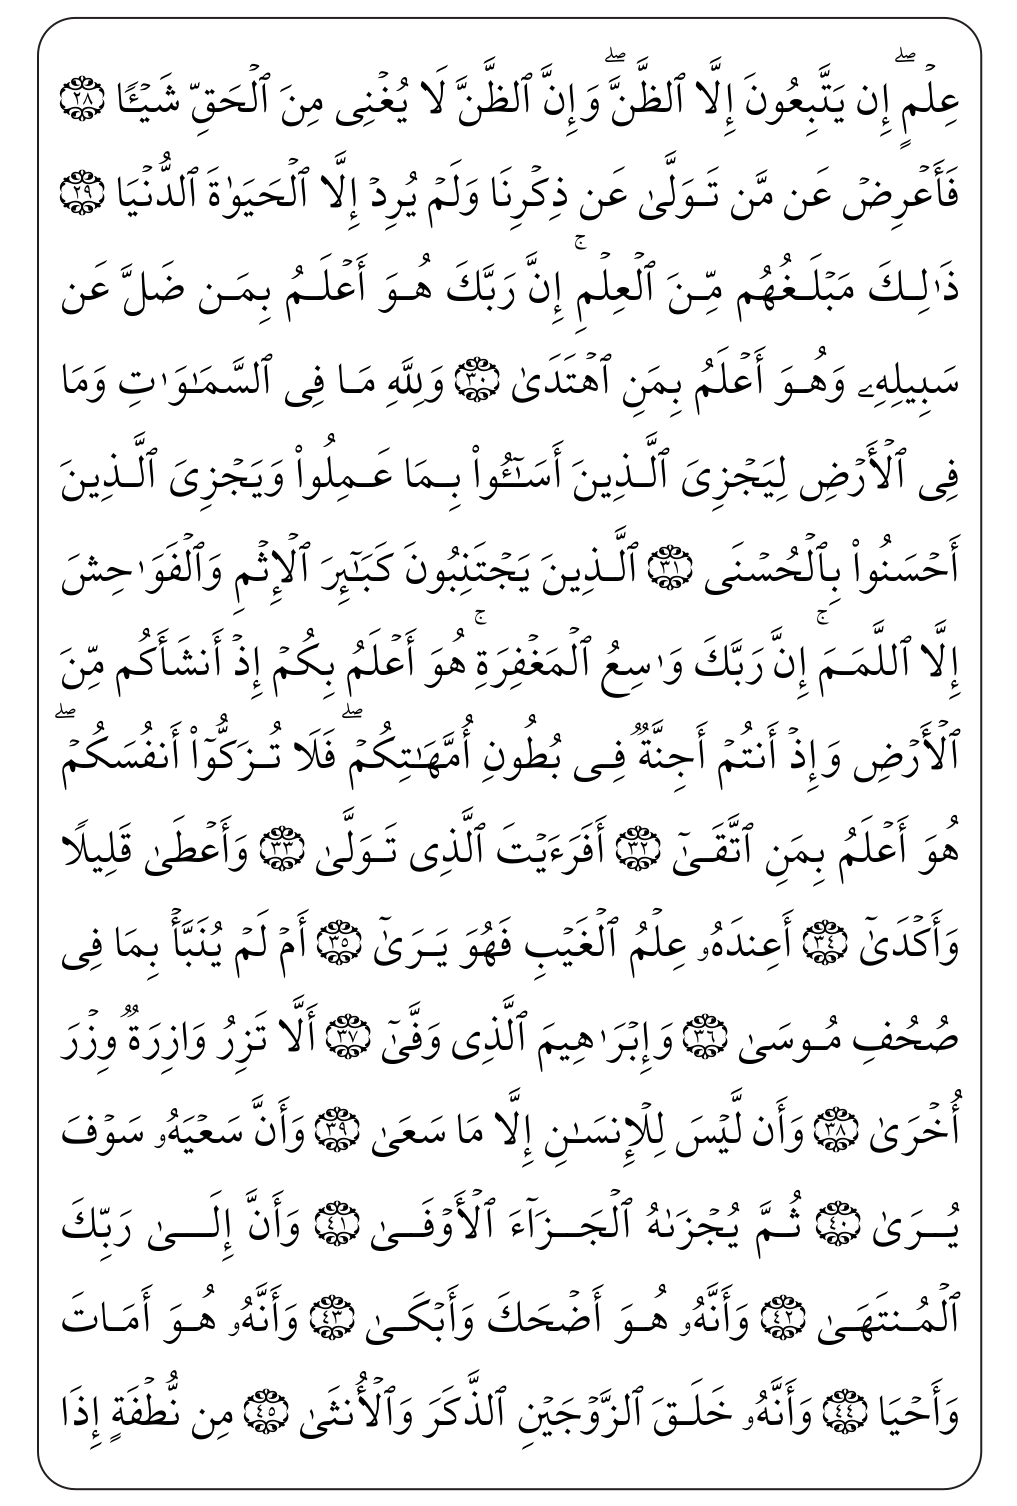 عِلْمٍ ۖ إِن يَتَّبِعُونَ إِلَّا ٱلظَّنَّ ۖ وَإِنَّ ٱلظَّنَّ لَا يُغْنِى مِنَ ٱلْحَقِّ شَيْـًٔا ٢٨
فَأَعْرِضْ عَن مَّن تَوَلَّىٰ عَن ذِكْرِنَا وَلَمْ يُرِدْ إِلَّا ٱلْحَيَوٰةَ ٱلدُّنْيَا ٢٩
ذَٰلِكَ مَبْلَغُهُم مِّنَ ٱلْعِلْمِ ۚ إِنَّ رَبَّكَ هُوَ أَعْلَمُ بِمَن ضَلَّ عَن
سَبِيلِهِۦ وَهُوَ أَعْلَمُ بِمَنِ ٱهْتَدَىٰ ٣٠ وَلِلَّهِ مَا فِى ٱلسَّمَـٰوَٰتِ وَمَا
فِى ٱلْأَرْضِ لِيَجْزِىَ ٱلَّذِينَ أَسَـٰٓـُٔوا۟ بِمَا عَمِلُوا۟ وَيَجْزِىَ ٱلَّذِينَ
أَحْسَنُوا۟ بِٱلْحُسْنَى ٣١ ٱلَّذِينَ يَجْتَنِبُونَ كَبَـٰٓئِرَ ٱلْإِثْمِ وَٱلْفَوَٰحِشَ
إِلَّا ٱللَّمَمَ ۚ إِنَّ رَبَّكَ وَٰسِعُ ٱلْمَغْفِرَةِ ۚ هُوَ أَعْلَمُ بِكُمْ إِذْ أَنشَأَكُم مِّنَ
ٱلْأَرْضِ وَإِذْ أَنتُمْ أَجِنَّةٌ فِى بُطُونِ أُمَّهَـٰتِكُمْ ۖ فَلَا تُزَكُّوٓا۟ أَنفُسَكُمْ ۖ
هُوَ أَعْلَمُ بِمَنِ ٱتَّقَىٰٓ ٣٢ أَفَرَءَيْتَ ٱلَّذِى تَوَلَّىٰ ٣٣ وَأَعْطَىٰ قَلِيلًا
وَأَكْدَىٰٓ ٣٤ أَعِندَهُۥ عِلْمُ ٱلْغَيْبِ فَهُوَ يَرَىٰٓ ٣٥ أَمْ لَمْ يُنَبَّأْ بِمَا فِى
صُحُفِ مُوسَىٰ ٣٦ وَإِبْرَٰهِيمَ ٱلَّذِى وَفَّىٰٓ ٣٧ أَلَّا تَزِرُ وَازِرَةٌ وِزْرَ
أُخْرَىٰ ٣٨ وَأَن لَّيْسَ لِلْإِنسَـٰنِ إِلَّا مَا سَعَىٰ ٣٩ وَأَنَّ سَعْيَهُۥ سَوْفَ
يُرَىٰ ٤٠ ثُمَّ يُجْزَىٰهُ ٱلْجَزَآءَ ٱلْأَوْفَىٰ ٤١ وَأَنَّ إِلَىٰ رَبِّكَ
ٱلْمُنتَهَىٰ ٤٢ وَأَنَّهُۥ هُوَ أَضْحَكَ وَأَبْكَىٰ ٤٣ وَأَنَّهُۥ هُوَ أَمَاتَ
وَأَحْيَا ٤٤ وَأَنَّهُۥ خَلَقَ ٱلزَّوْجَيْنِ ٱلذَّكَرَ وَٱلْأُنثَىٰ ٤٥ مِن نُّطْفَةٍ إِذَا